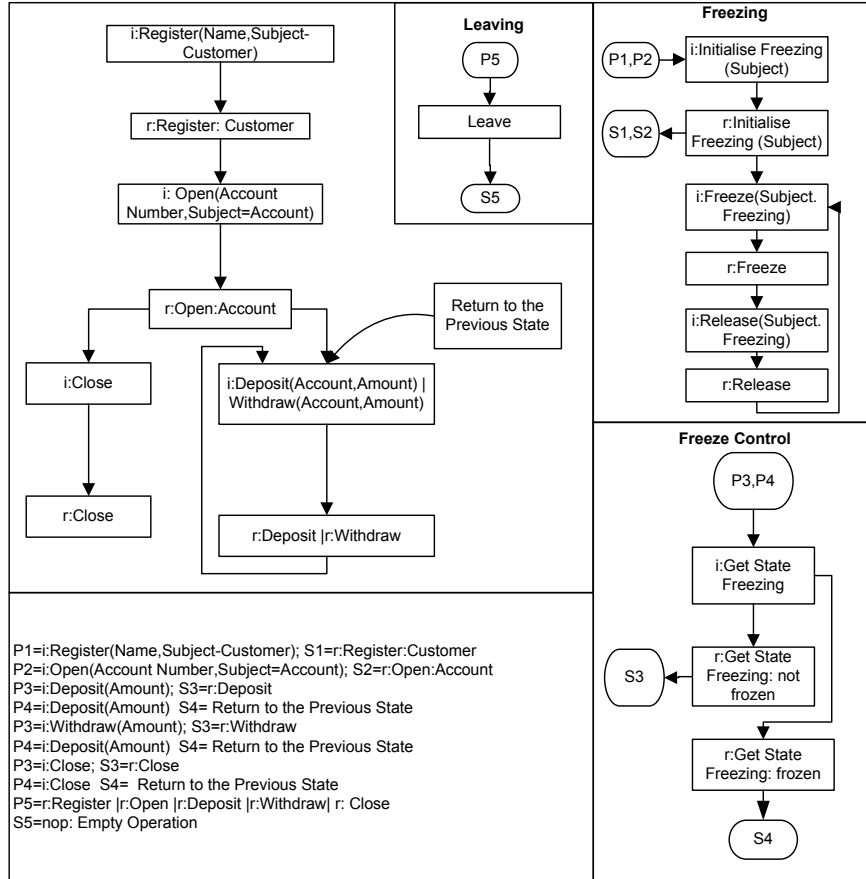 i:Register(Name,Subject-
Customer)
r:Register: Customer
i: Open(Account
Number,Subject=Account)
r:Open:Account
Return to the
Previous State
i:Close
i:Deposit(Account,Amount) |
Withdraw(Account,Amount)
r:Close
r:Deposit |r:Withdraw
Leaving
P5
Leave
S5
Freezing
P1,P2
i:Initialise Freezing
(Subject)
S1,S2
r:Initialise
Freezing (Subject)
i:Freeze(Subject.
Freezing)
r:Freeze
i:Release(Subject.
Freezing)
r:Release
Freeze Control
P3,P4
i:Get State
Freezing
S3
r:Get State
Freezing: not
frozen
r:Get State
Freezing: frozen
S4
P1=i:Register(Name,Subject-Customer); S1=r:Register:Customer
P2=i:Open(Account Number,Subject=Account); S2=r:Open:Account
P3=i:Deposit(Amount); S3=r:Deposit
P4=i:Deposit(Amount) S4= Return to the Previous State
P3=i:Withdraw(Amount); S3=r:Withdraw
P4=i:Deposit(Amount) S4= Return to the Previous State
P3=i:Close; S3=r:Close
P4=i:Close S4= Return to the Previous State
P5=r:Register |r:Open |r:Deposit |r:Withdraw| r: Close
S5=nop: Empty Operation